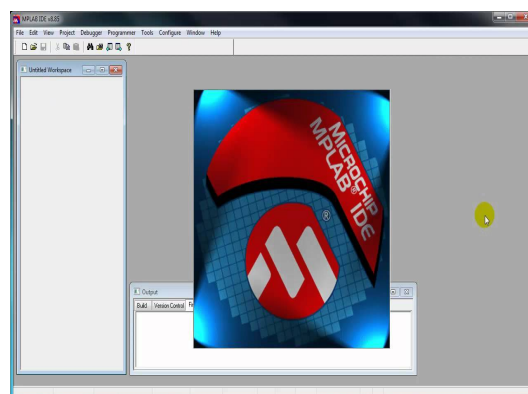 MPLAB IDE v8.85
File Edit View Project Debugger Programmer Tools Configure Window Help
Untitled Workspace
MICROCHIP
MPLAB® IDE
®
Output
Build Version Control